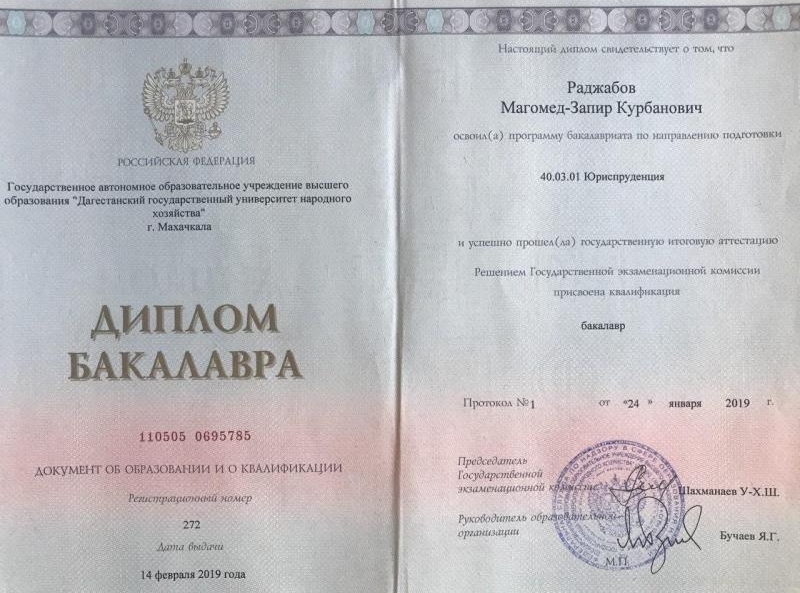 РОССИЙСКАЯ ФЕДЕРАЦИЯ
Государственное автономное образовательное учреждение высшего
образования "Дагестанский государственный университет народного
хозяйства"
г. Махачкала
ДИПЛОМ
БАКАЛАВРА
110505 0695785
ДОКУМЕНТ ОБ ОБРАЗОВАНИИ И О КВАЛИФИКАЦИИ
Регистрационный номер
272
Дата выдачи
14 февраля 2019 года
Настоящий диплом свидетельствует о том, что
Раджабов
Магомед-Запир Курбанович
освоил(а) программу бакалавриата по направлению подготовки
40.03.01 Юриспруденция
и успешно прошел(ла) государственную итоговую аттестацию
Решением Государственной экзаменационной комиссии
присвоена квалификация
бакалавр
Протокол №1 от «24 » января 2019 г.
Председатель
Государственной
экзаменационной комиссии Шахманаев У-Х.Ш.
Руководитель образовательной
организации Бучаев Я.Г.
М.П.